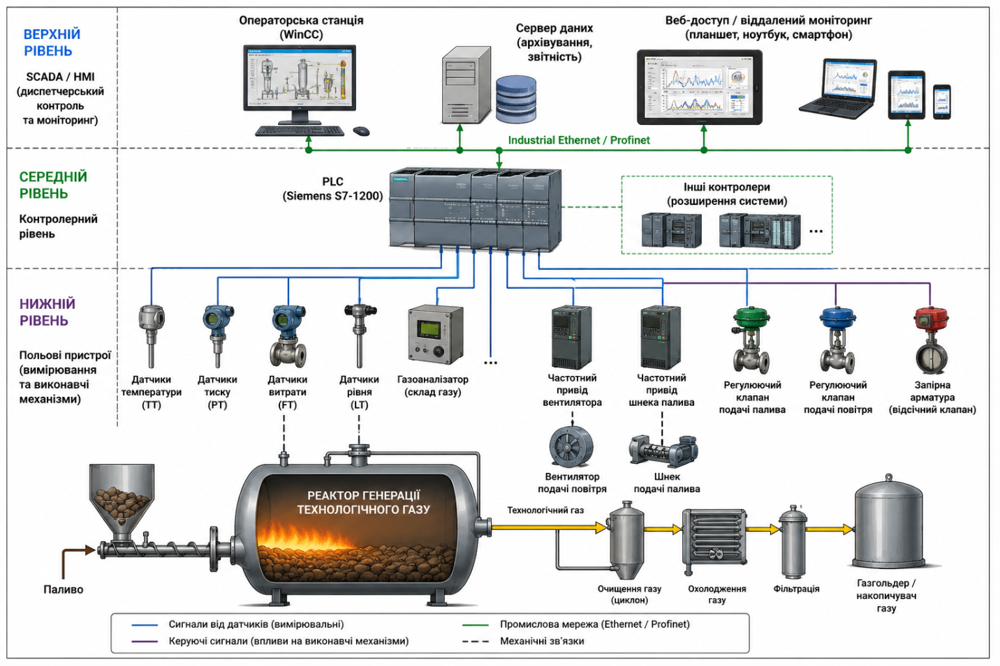 ВЕРХНІЙ
РІВЕНЬ
SCADA / HMI
(диспетчерський
контроль
та моніторинг)
Операторська станція
(WinCC)
Сервер даних
(архівування,
звітність)
Веб-доступ / віддалений моніторинг
(планшет, ноутбук, смартфон)
Industrial Ethernet / Profinet
СЕРЕДНІЙ
РІВЕНЬ
Контролерний
рівень
PLC
(Siemens S7-1200)
SIEMENS
Інші контролери
(розширення системи)
...
НИЖНІЙ
РІВЕНЬ
Польові пристрої
(вимірювання
та виконавчі
механізми)
Датчики
температури
(TT)
Датчики
тиску
(PT)
Датчики
витрати
(FT)
Датчики
рівня
(LT)
Газоаналізатор
(склад газу)
...
Частотний
привід
вентилятора
Частотний
привід
шнека палива
Регулюючий
клапан
подачі палива
Регулюючий
клапан
подачі повітря
Запірна
арматура
(відсічний клапан)
Вентилятор
подачі повітря
Шнек
подачі палива
РЕАКТОР ГЕНЕРАЦІЇ
ТЕХНОЛОГІЧНОГО ГАЗУ
Технологічний газ
Паливо
Очищення газу
(циклон)
Охолодження
газу
Фільтрація
Газгольдер /
накопичувач
газу
Сигнали від датчиків (вимірювальні)
Промислова мережа (Ethernet / Profinet)
Керуючі сигнали (впливи на виконавчі механізми)
Механічні зв'язки